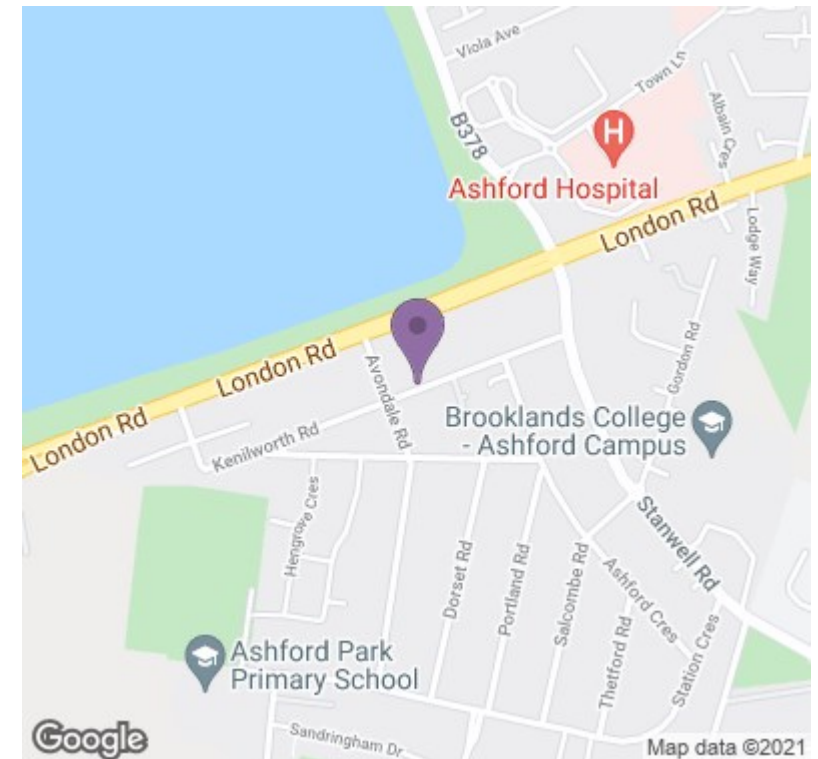 Viola Ave
Town Ln
B378
Albain Cres
H
Ashford Hospital
London Rd
Lodge Way
London Rd
Avondale Rd
Gordon Rd
London Rd
Kenilworth Rd
Brooklands College
- Ashford Campus
Hengrove Cres
Stanwell Rd
Dorset Rd
Portland Rd
Salcombe Rd
Ashford Cres
Thetford Rd
Station Cres
Ashford Park
Primary School
Sandringham Dr
Google
Map data ©2021